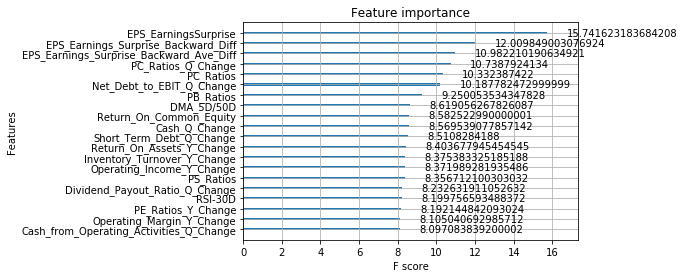 Feature importance
Features
EPS_EarningsSurprise 15.741623183684208
EPS_Earnings_Surprise_Backward_Diff 12.009849003076924
EPS_Earnings_Surprise_Backward_Ave_Diff 10.982210190634921
PC_Ratios_Q_Change 10.7387924134
PC_Ratios 10.332387422
Net_Debt_to_EBIT_Q_Change 10.187782472999999
PB_Ratios 9.250053534347828
DMA_5D/50D 8.619056267826087
Return_On_Common_Equity 8.582522990000001
Cash_Q_Change 8.569539077857142
Short_Term_Debt_Q_Change 8.5108284188
Return_On_Assets_Y_Change 8.403677945454545
Inventory_Turnover_Y_Change 8.375383325185188
Operating_Income_Y_Change 8.371989281935486
PS_Ratios 8.356712100303032
Dividend_Payout_Ratio_Q_Change 8.232631911052632
RSI-30D 8.199756593488372
PE_Ratios_Y_Change 8.192144842093024
Operating_Margin_Y_Change 8.105040692985712
Cash_from_Operating_Activities_Q_Change 8.097083839200002
0 2 4 6 8 10 12 14 16
F score